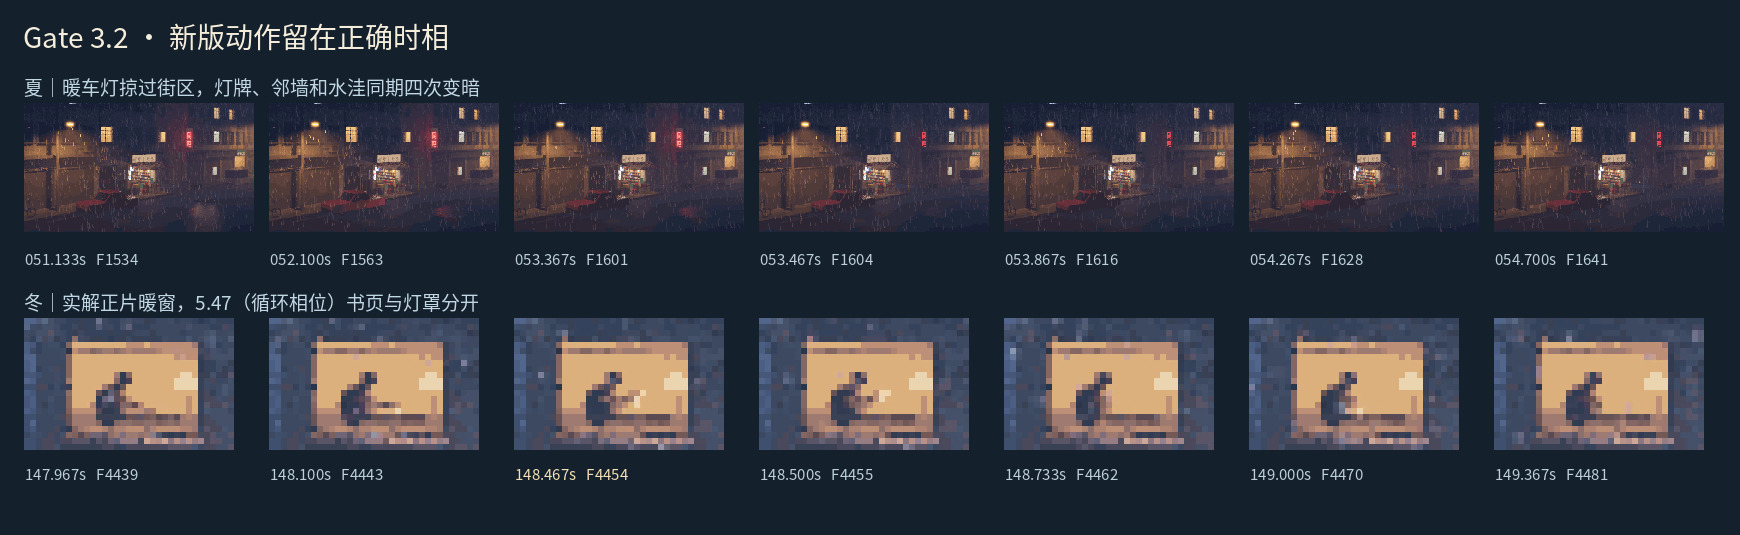 Gate 3.2 · 新版动作留在正确时相
夏｜暖车灯掠过街区，灯牌、邻墙和水洼同期四次变暗
051.133s F1534
052.100s F1563
053.367s F1601
053.467s F1604
053.867s F1616
054.267s F1628
054.700s F1641
冬｜实解正片暖窗，5.47（循环相位）书页与灯罩分开
147.967s F4439
148.100s F4443
148.467s F4454
148.500s F4455
148.733s F4462
149.000s F4470
149.367s F4481